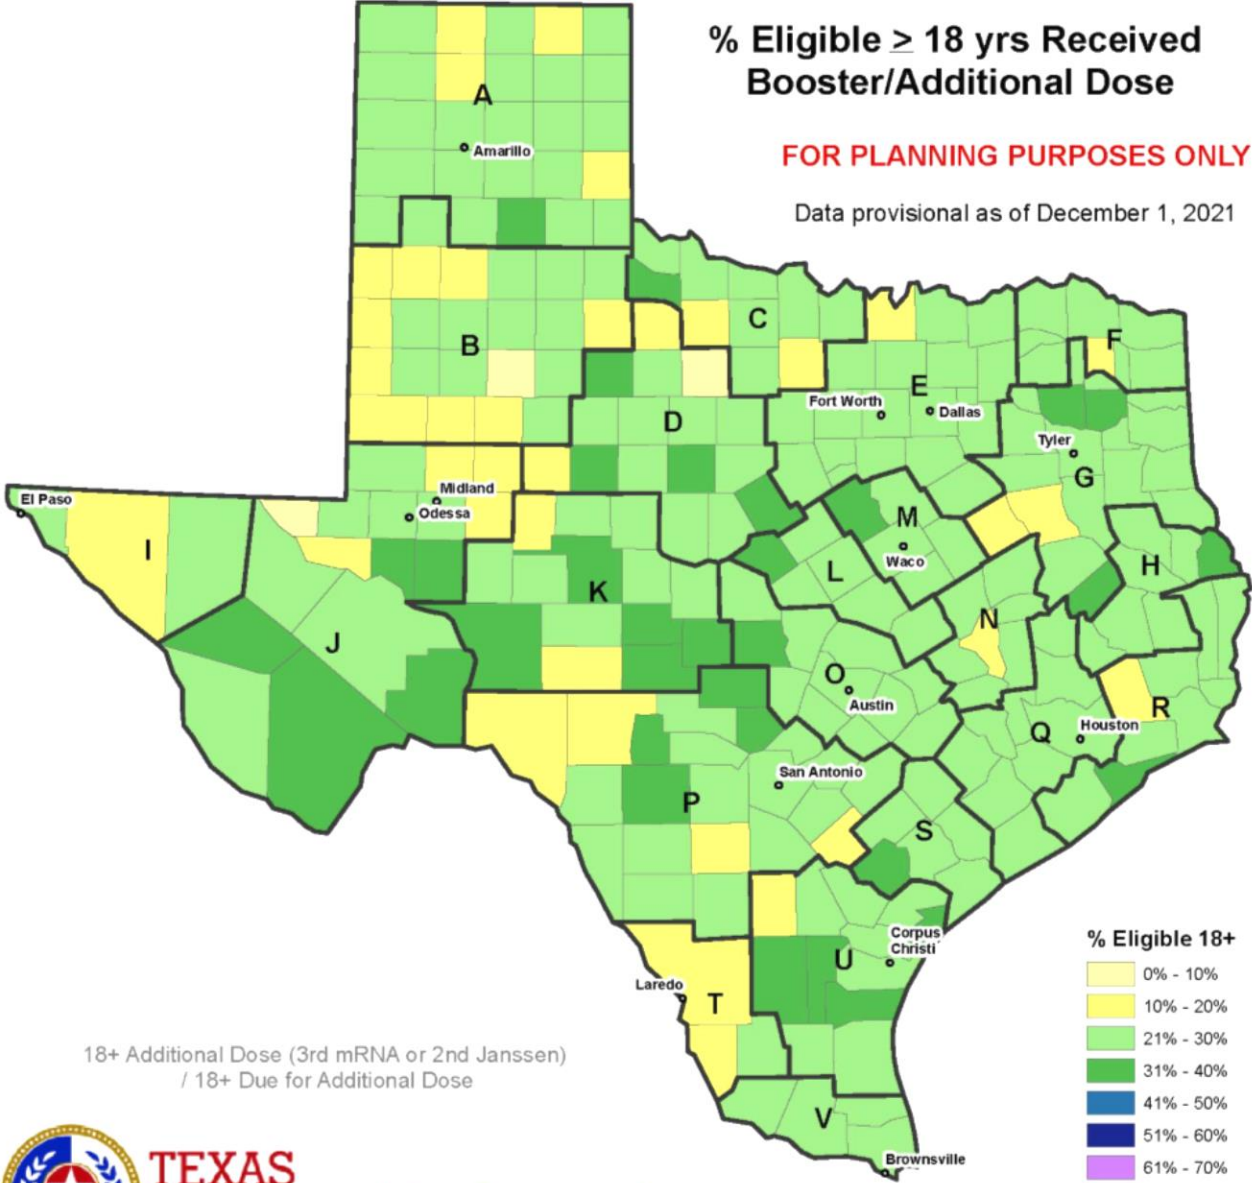 % Eligible ≥ 18 yrs Received
Booster/Additional Dose
FOR PLANNING PURPOSES ONLY
Data provisional as of December 1, 2021
A
Amarillo
B
C
F
E
Fort Worth
Dallas
D
Tyler
G
Midland
Odessa
El Paso
I
M
Waco
L
H
K
N
J
O
Austin
R
Q
Houston
San Antonio
P
S
Corpus
Christi
U
Laredo
T
V
Brownsville
% Eligible 18+
0% - 10%
10% - 20%
21% - 30%
31% - 40%
41% - 50%
51% - 60%
61% - 70%
18+ Additional Dose (3rd mRNA or 2nd Janssen)
/ 18+ Due for Additional Dose
TEXAS